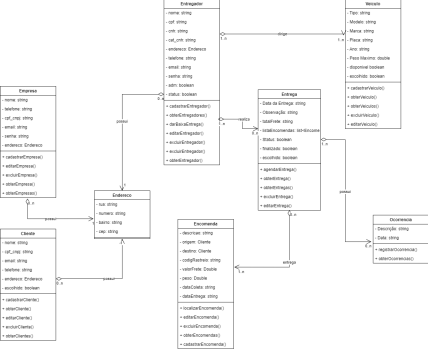 Entregador
- nome: string
- cpf: string
- cnh: string
- cat_cnh: string
- endereco: Endereco
- telefone: string
- email: string
- senha: string
- adm: boolean
- status: boolean
+ cadastrarEntregador()
+ obterEntregadores()
+ darBaixaEntrega()
+ editarEntregador()
+ excluirEntregador()
+ obterEntregador()
Veiculo
- Tipo: string
- Modelo: string
- Marca: string
- Placa: string
- Ano: string
- Peso Maximo: double
- disponivel boolean
- escolhido: boolean
+ cadastrarVeiculo()
+ obterVeiculos()
+ obterVeiculo()
+ excluirVeiculo()
+ editarVeiculo()
dirige
1..n
1..n
Empresa
- nome: string
- telefone: string
- cpf_cnpj: string
- email: string
- senha: string
- endereco: Endereco
+ cadastrarEmpresa()
+ editarEmpresa()
+ excluirEmpresa()
+ obterEmpresa()
+ obterEmpresas()
Entrega
- Data da Entrega: string
- Observação: string
- totalFrete: string
- Status: boolean
- finalizado: boolean
- escolhido: boolean
+ agendarEntrega()
+ obterEntrega()
+ obterEntregas()
+ excluirEntrega()
+ editarEntrega()
realiza
possui
Endereco
- rua: string
- numero: string
- bairro: string
- cep: string
possui
Cliente
- nome: string
- cpf_cnpj: string
- email: string
- telefone: string
- endereco: Endereco
- escolhido: boolean
+ cadastrarCliente()
+ obterCliente()
+ editarCliente()
+ excluirCliente()
+ obterClientes()
possui
Encomenda
- descricao: string
- origem: Cliente
- destino: Cliente
- codigRastreio: string
- valorFrete: Double
- peso: Double
- dataColeta: string
- dataEntrega: string
+ localizarEncomenda()
+ editarEncomenda()
+ excluirEncomenda()
+ obterEncomendas()
+ cadastrarEncomenda()
entrega
1..n
possui
Ocorrencia
- Descrição: string
- Data: string
+ registrarOcorrencia()
+ obterOcorrencias()